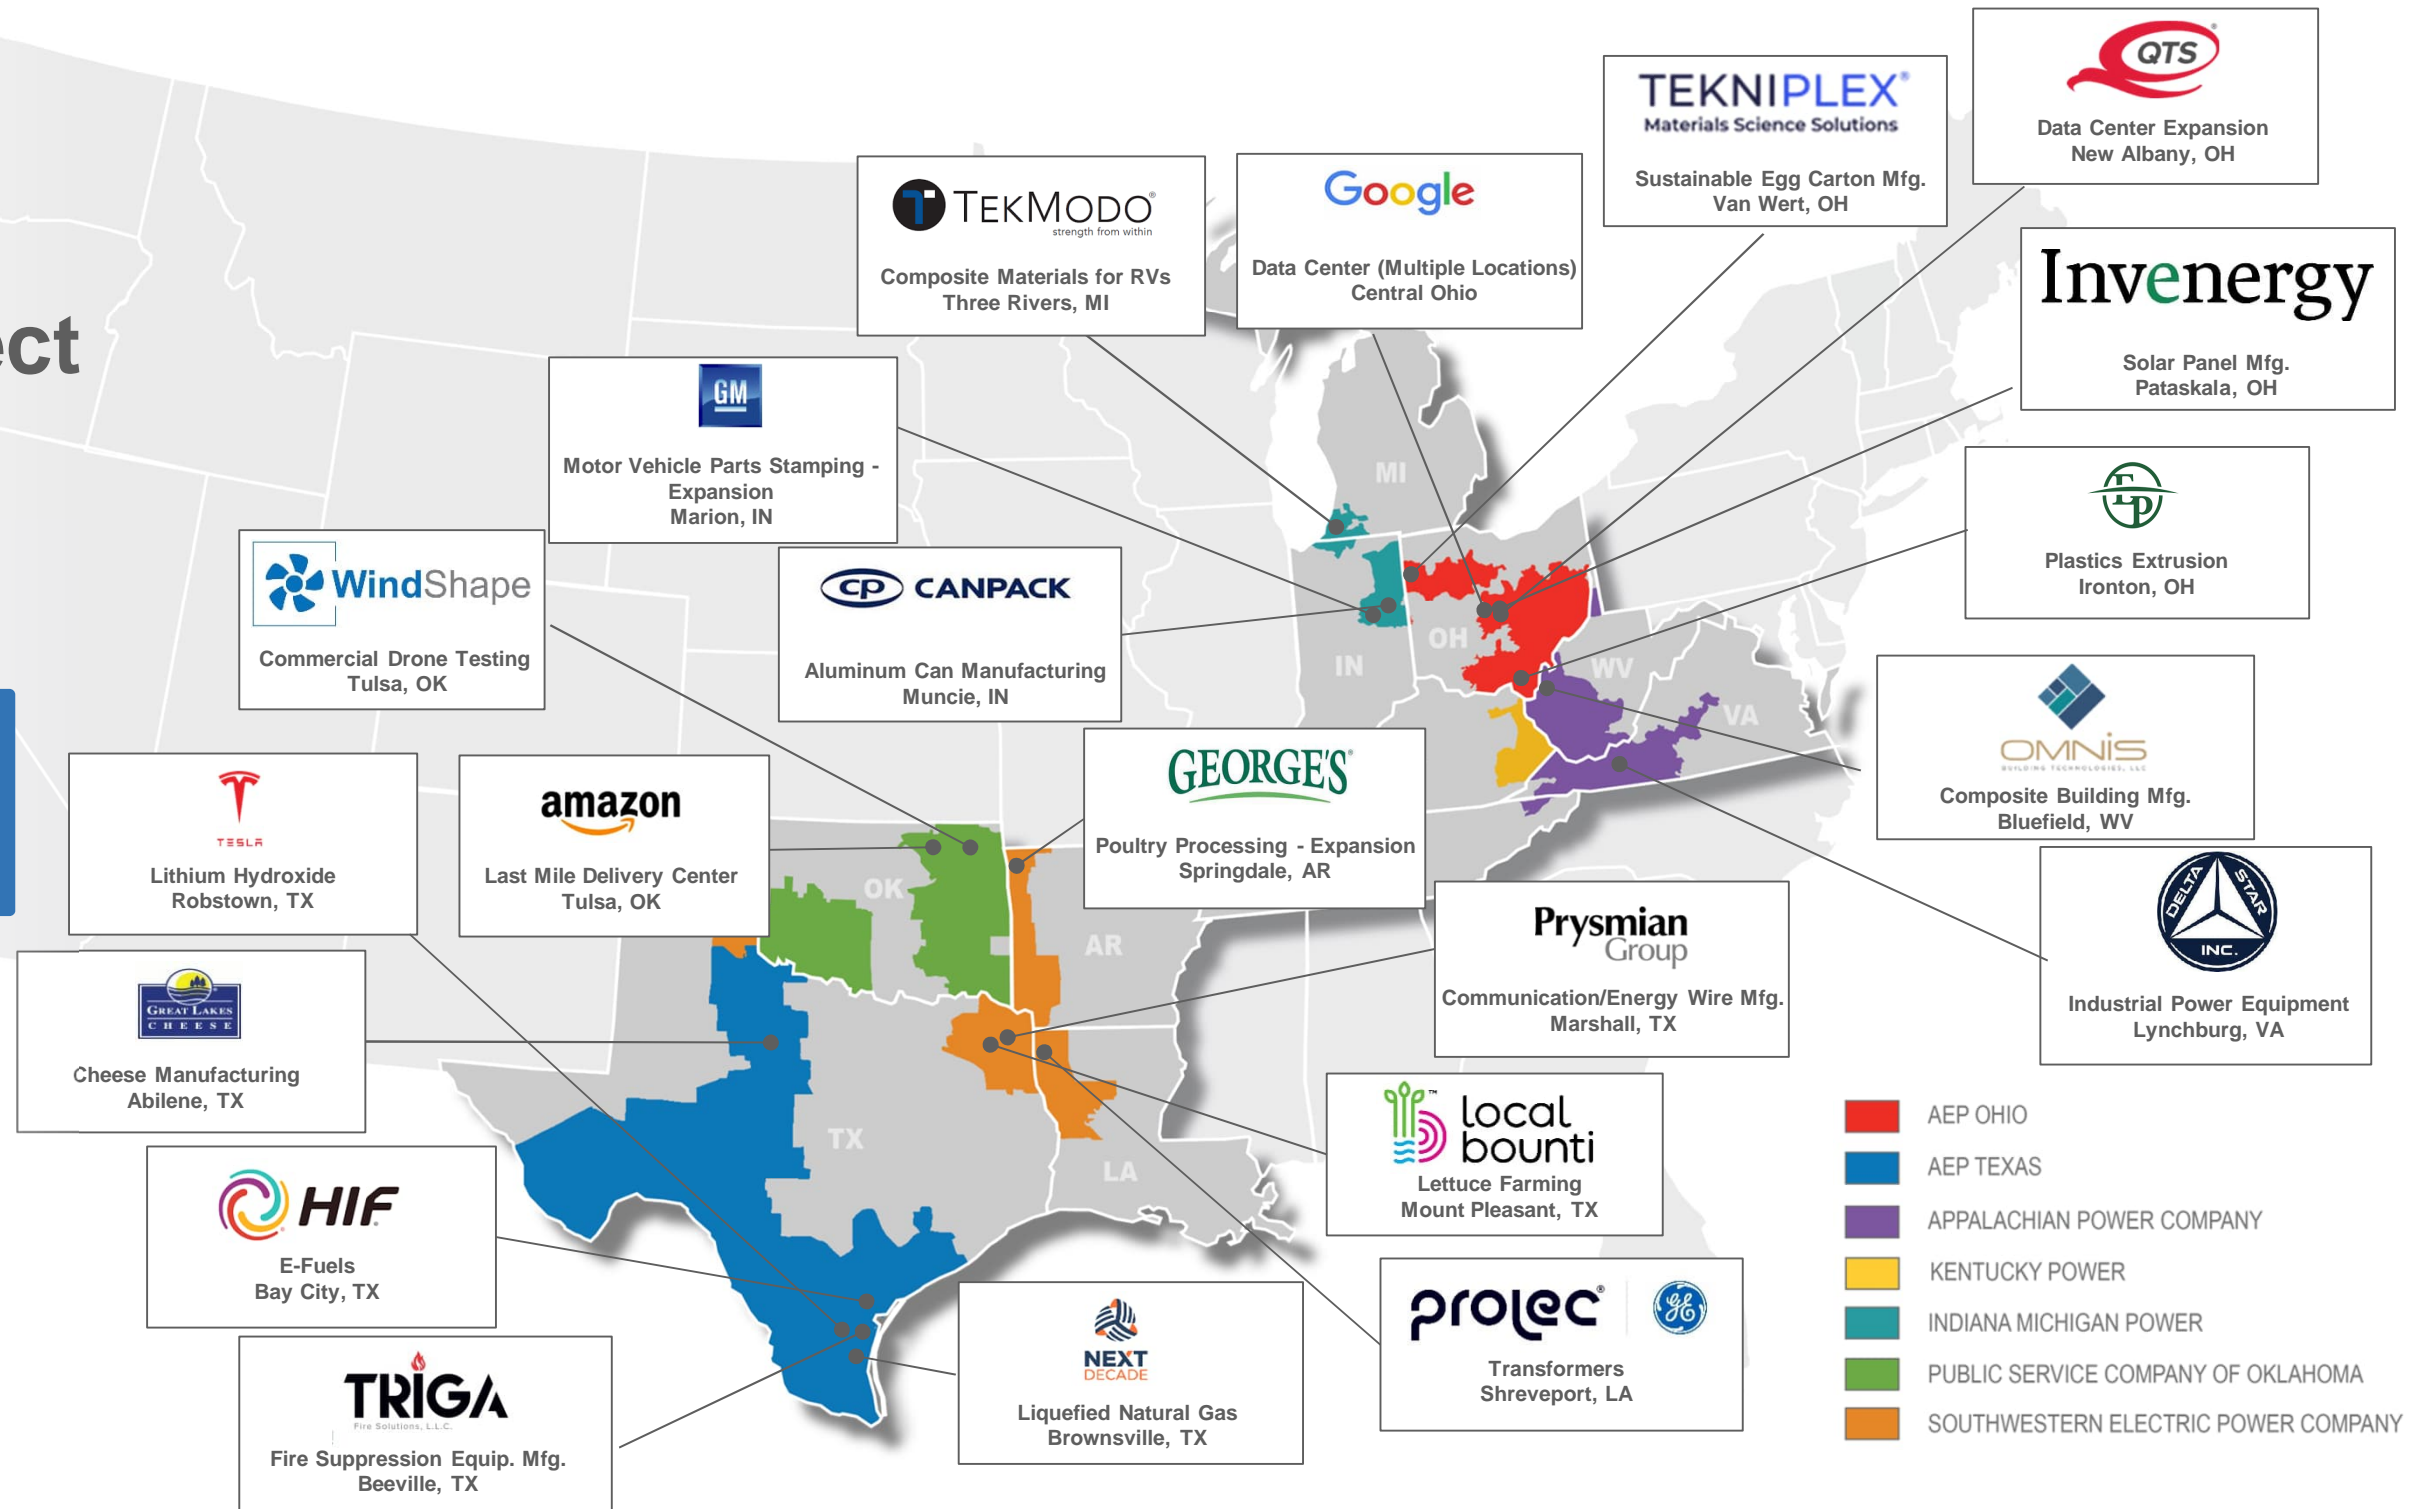 ect
QTS
Data Center Expansion
New Albany, OH
TEKNIPLEX®
Materials Science Solutions
Sustainable Egg Carton Mfg.
Van Wert, OH
TEKMODO®
strength from within
Composite Materials for RVs
Three Rivers, MI
Google
Data Center (Multiple Locations)
Central Ohio
Invenergy
Solar Panel Mfg.
Pataskala, OH
GM
Motor Vehicle Parts Stamping -
Expansion
Marion, IN
EP
Plastics Extrusion
Ironton, OH
WindShape
Commercial Drone Testing
Tulsa, OK
CP CANPACK
Aluminum Can Manufacturing
Muncie, IN
OMNIS
BUILDING TECHNOLOGIES, LLC
Composite Building Mfg.
Bluefield, WV
TESLA
Lithium Hydroxide
Robstown, TX
amazon
Last Mile Delivery Center
Tulsa, OK
GEORGE'S®
Poultry Processing - Expansion
Springdale, AR
DELTA STAR
INC.
Industrial Power Equipment
Lynchburg, VA
Prysmian
Group
Communication/Energy Wire Mfg.
Marshall, TX
GREAT LAKES
CHEESE
Cheese Manufacturing
Abilene, TX
local
bounti
™
Lettuce Farming
Mount Pleasant, TX
HIF
E-Fuels
Bay City, TX
prolec® GE
Transformers
Shreveport, LA
NEXT
DECADE
Liquefied Natural Gas
Brownsville, TX
TRIGA
Fire Solutions, L.L.C.
Fire Suppression Equip. Mfg.
Beeville, TX
MI
OH
IN
WV
VA
OK
AR
TX
LA
AEP OHIO
AEP TEXAS
APPALACHIAN POWER COMPANY
KENTUCKY POWER
INDIANA MICHIGAN POWER
PUBLIC SERVICE COMPANY OF OKLAHOMA
SOUTHWESTERN ELECTRIC POWER COMPANY